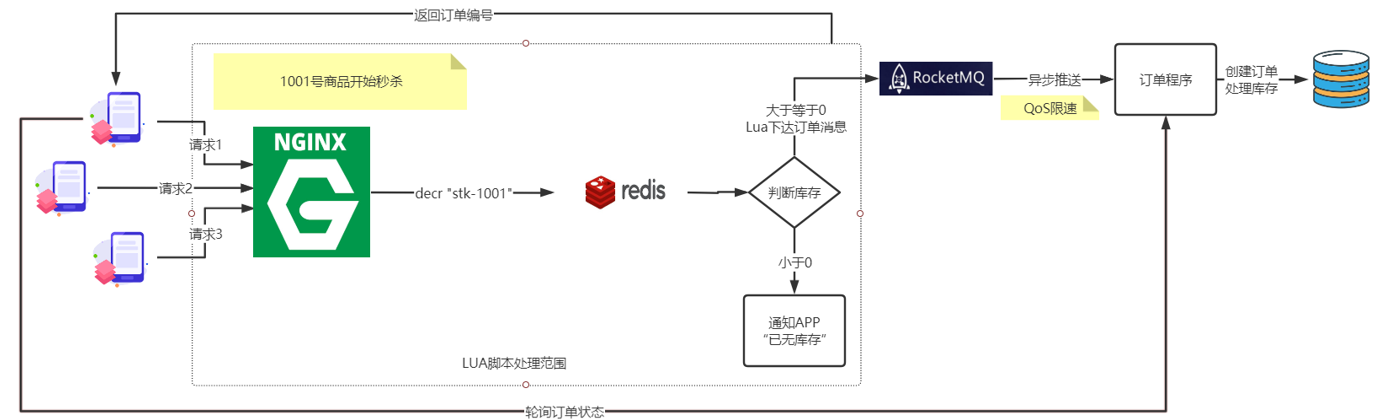 返回订单编号
1001号商品开始秒杀
RocketMQ
异步推送
订单程序
创建订单
处理库存
大于等于0
Lua下达订单消息
QoS限速
请求1
NGINX
请求2
decr "stk-1001"
redis
判断库存
请求3
小于0
通知APP
“已无库存”
LUA脚本处理范围
轮询订单状态